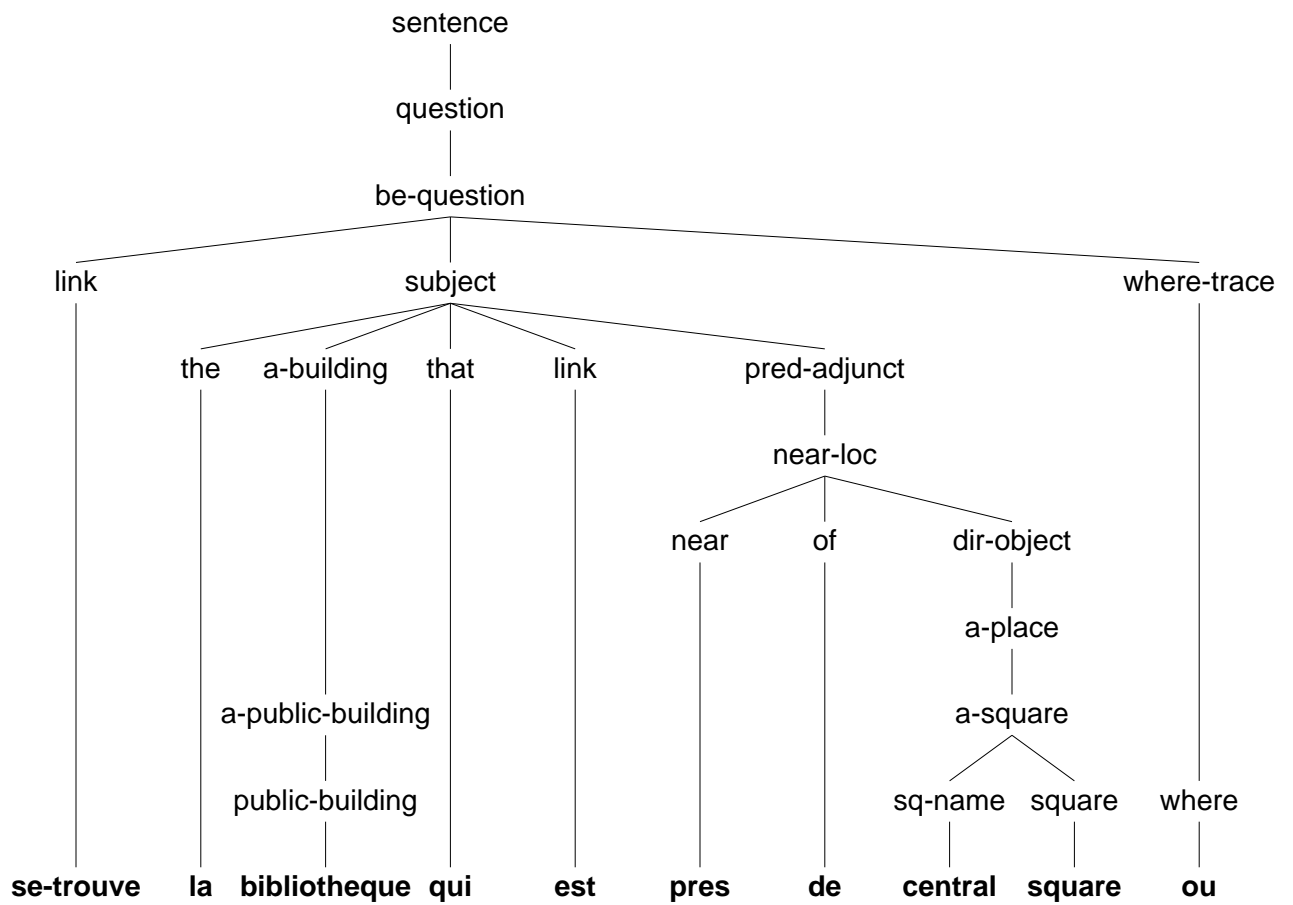 sentence
question
be-question
link subject where-trace
the a-building that link pred-adjunct
near-loc
near of dir-object
a-place
a-public-building a-square
public-building sq-name square where
se-trouve la bibliotheque qui est pres de central square ou